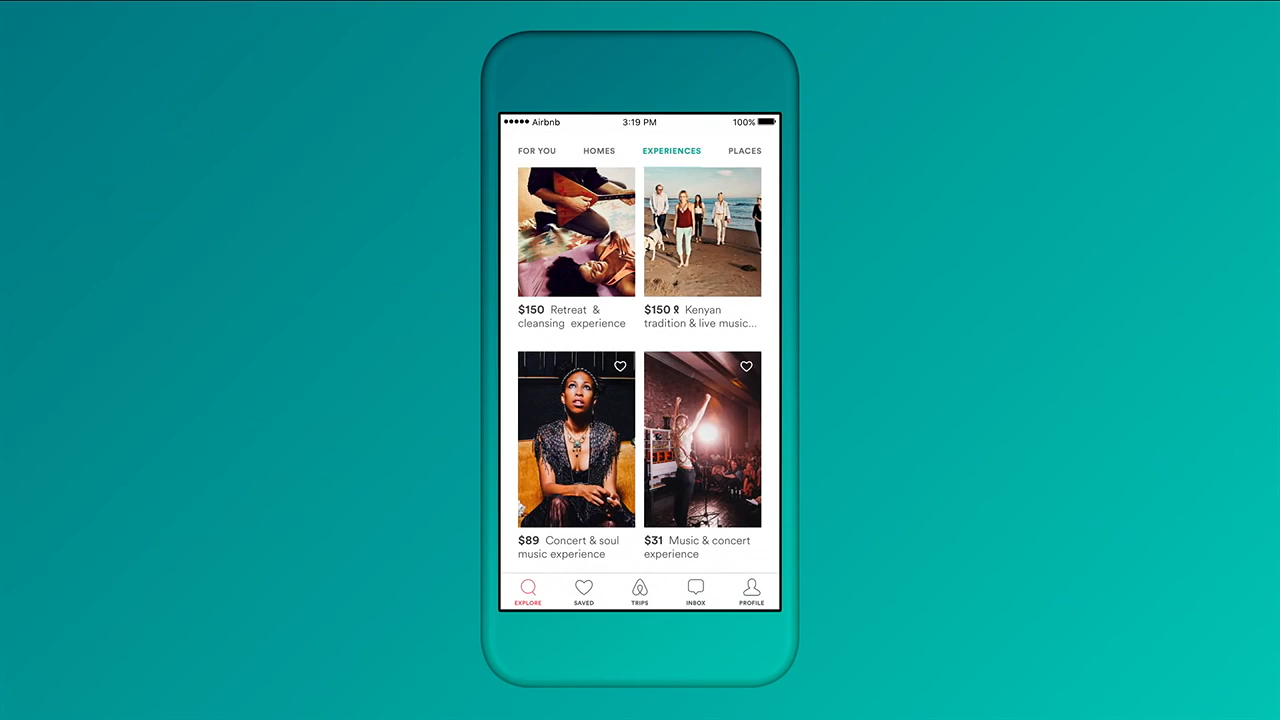 Airbnb 3:19 PM 100%
FOR YOU HOMES EXPERIENCES PLACES
$150 Retreat &
cleansing experience
$150 Kenyan
tradition & live music...
$89 Concert & soul
music experience
$31 Music & concert
experience
EXPLORE SAVED TRIPS INBOX PROFILE